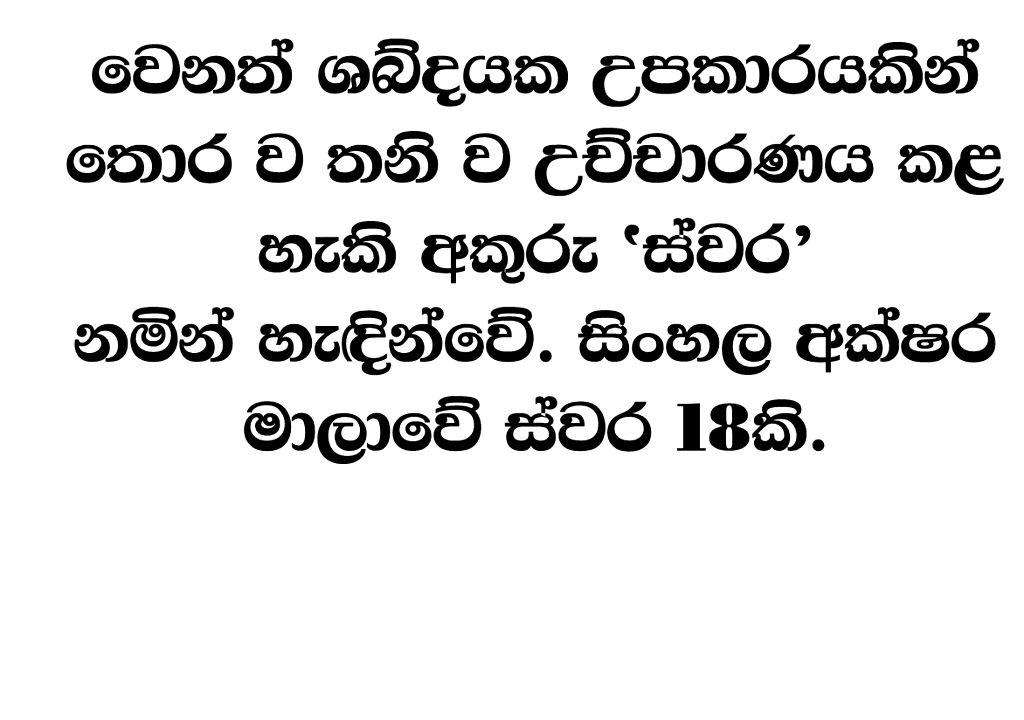 වෙනත් ශබ්දයක උපකාරයකින්
තොර ව තනි ව උච්චාරණය කළ
හැකි අකුරු ‘ස්වර’
නමින් හැඳින්වේ. සිංහල අක්ෂර
මාලාවේ ස්වර 18කි.